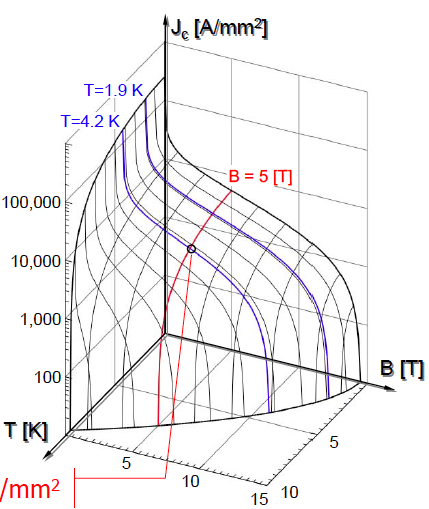 Jc [A/mm²]
T=1.9 K
T=4.2 K
B = 5 [T]
100,000
10,000
1,000
100
B [T]
T [K]
5
5
10
10
15
/mm²